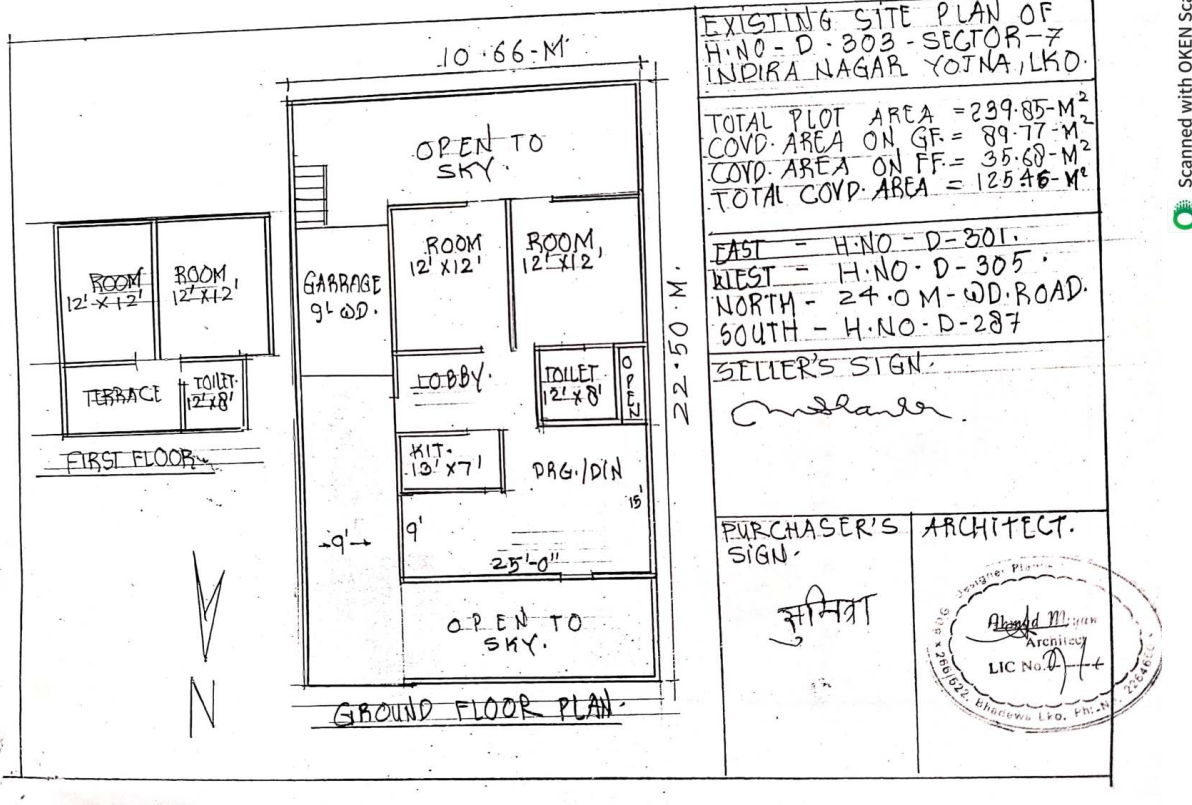 EXISTING SITE PLAN OF
H.NO - D - 303 - SECTOR-7
INDIRA NAGAR YOJNA, LKO.
TOTAL PLOT AREA = 239.85-M²
COVD. AREA ON GF. = 89.77-M²
COVD. AREA ON FF. = 35.68-M²
TOTAL COVD. AREA = 125.46-M²
EAST - H.NO - D-301.
WEST - H.NO - D-305.
NORTH - 24.0 M-WD. ROAD.
SOUTH - H.NO-D-287
SELLER'S SIGN.
PURCHASER'S
SIGN.
सुमित्रा
ARCHITECT.
Designer
Architect
LIC No.
Lko.
10.66-M.
22.50.M.
OPEN TO
SKY.
ROOM
12' X12'
ROOM,
12' X12'
GARRAGE
9' WD.
LOBBY.
TOILET
12' X8'
OPEN
KIT.
13' X7'
DRG./DIN
15'
9'
9'
25'-0"
OPEN TO
SKY.
GROUND FLOOR PLAN.
ROOM
12' X12'
ROOM,
12' X12'
TERRACE
TOILET.
12' X8'
FIRST FLOOR
N
Scanned with OKEN Sca